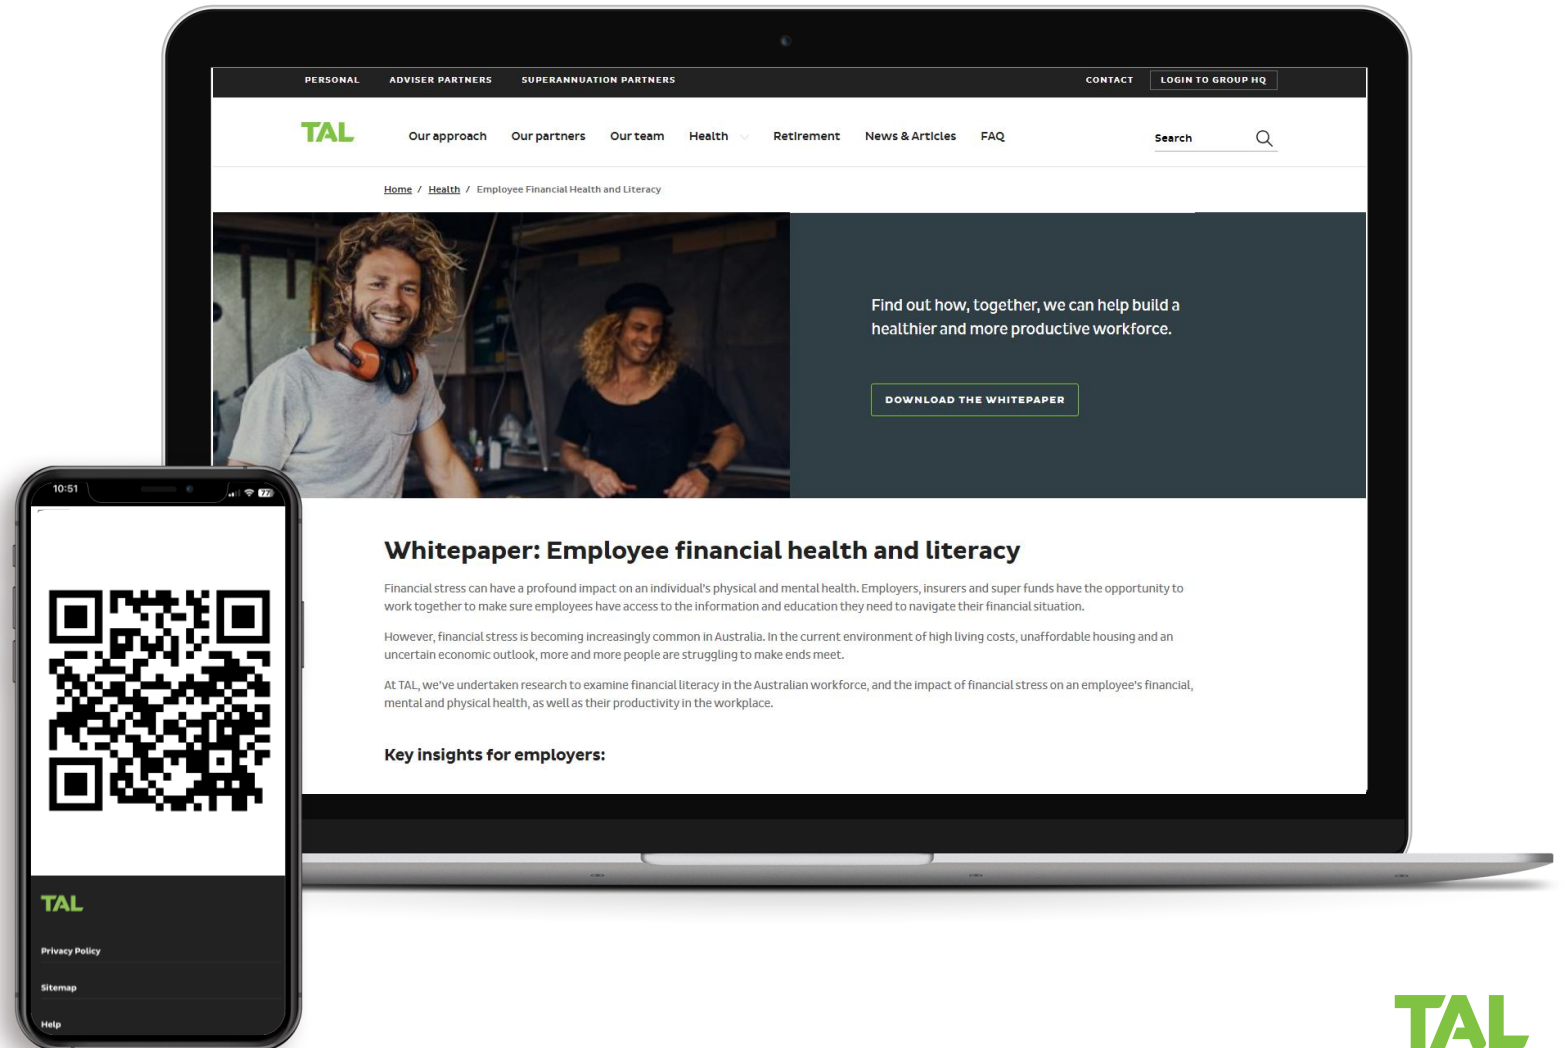 PERSONAL ADVISER PARTNERS SUPERANNUATION PARTNERS CONTACT LOGIN TO GROUP HQ
TAL Our approach Our partners Our team Health Retirement News & Articles FAQ Search
Home / Health / Employee Financial Health and Literacy
Find out how, together, we can help build a
healthier and more productive workforce.
DOWNLOAD THE WHITEPAPER
Whitepaper: Employee financial health and literacy
Financial stress can have a profound impact on an individual's physical and mental health. Employers, insurers and super funds have the opportunity to
work together to make sure employees have access to the information and education they need to navigate their financial situation.
However, financial stress is becoming increasingly common in Australia. In the current environment of high living costs, unaffordable housing and an
uncertain economic outlook, more and more people are struggling to make ends meet.
At TAL, we've undertaken research to examine financial literacy in the Australian workforce, and the impact of financial stress on an employee's financial,
mental and physical health, as well as their productivity in the workplace.
Key insights for employers:
10:51 77
TAL
Privacy Policy
Sitemap
Help
TAL